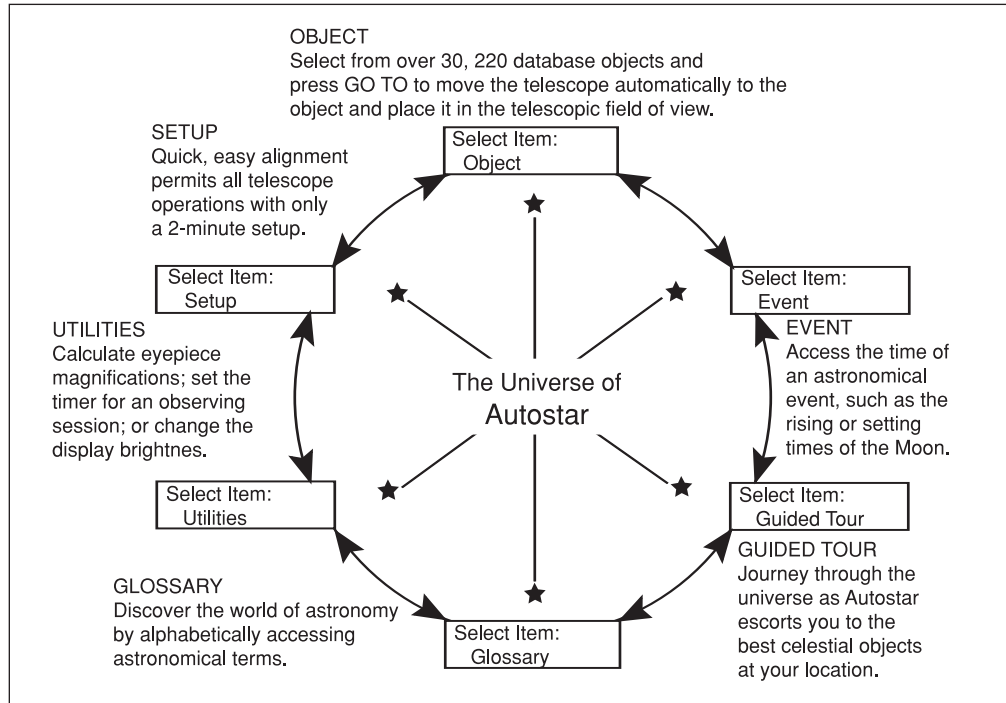 OBJECT
Select from over 30, 220 database objects and
press GO TO to move the telescope automatically to the
object and place it in the telescopic field of view.
Select Item:
Object
SETUP
Quick, easy alignment
permits all telescope
operations with only
a 2-minute setup.
Select Item:
Setup
Select Item:
Event
UTILITIES
Calculate eyepiece
magnifications; set the
timer for an observing
session; or change the
display brightnes.
EVENT
Access the time of
an astronomical
event, such as the
rising or setting
times of the Moon.
The Universe of
Autostar
Select Item:
Utilities
Select Item:
Guided Tour
GLOSSARY
Discover the world of astronomy
by alphabetically accessing
astronomical terms.
Select Item:
Glossary
GUIDED TOUR
Journey through the
universe as Autostar
escorts you to the
best celestial objects
at your location.